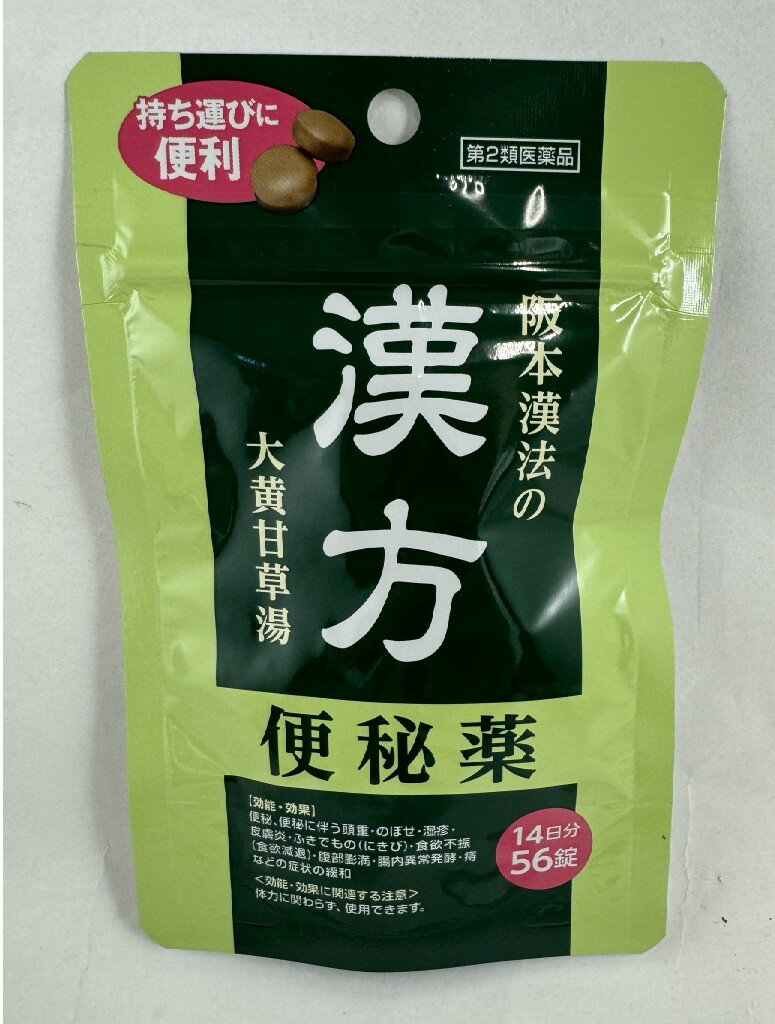 持ち運びに
便利
第2類医薬品
阪本漢法の
漢方
大黄甘草湯
便秘薬
【効能・効果】
便秘、便秘に伴う頭重・のぼせ・湿疹・
皮膚炎・ふきでもの(にきび)・食欲不振
(食欲減退)・腹部膨満・腸内異常発酵・痔
などの症状の緩和
<効能・効果に関連する注意>
体力に関わらず、使用できます。
14日分
56錠